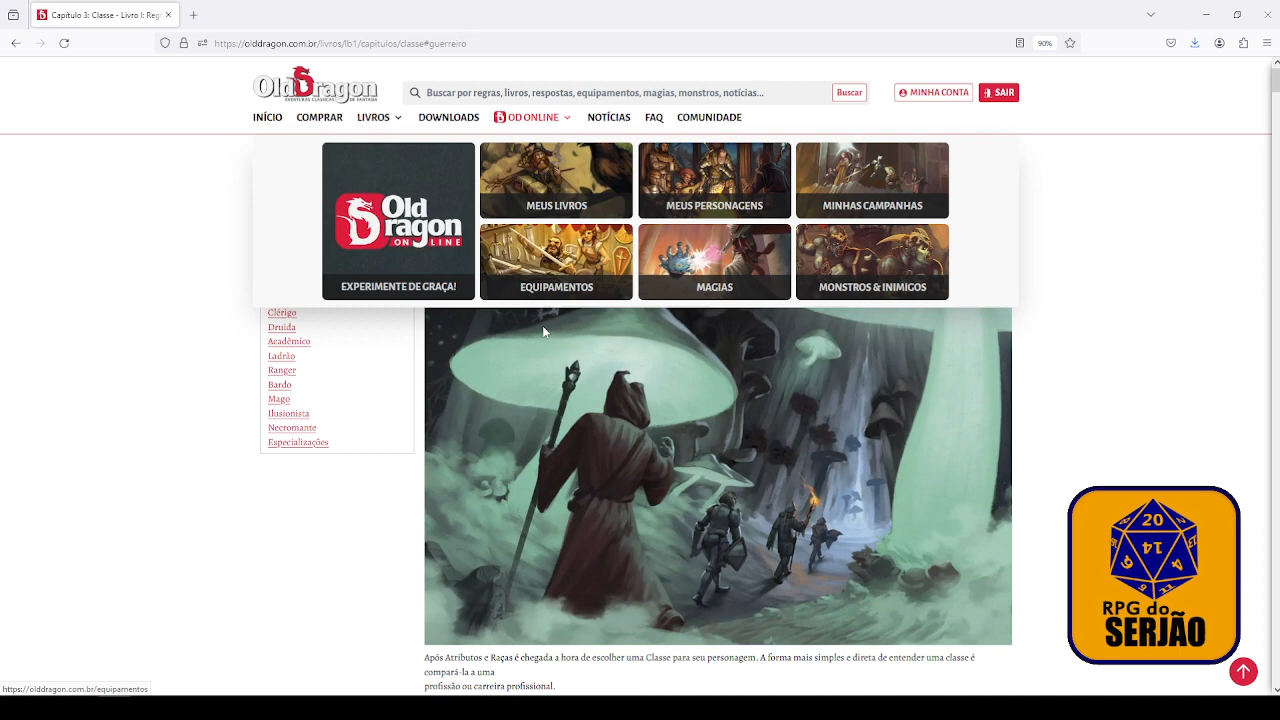 Capítulo 3: Classe - Livro I: Reg
https://olddragon.com.br/livros/lb1/capitulos/classe#guerreiro
90%
Old Dragon
AVENTURAS CLÁSSICAS DE FANTASIA
Buscar por regras, livros, respostas, equipamentos, magias, monstros, notícias...
Buscar
MINHA CONTA
SAIR
INÍCIO
COMPRAR
LIVROS
DOWNLOADS
OD ONLINE
NOTÍCIAS
FAQ
COMUNIDADE
Old
Dragon
ONLINE
EXPERIMENTE DE GRAÇA!
MEUS LIVROS
MEUS PERSONAGENS
MINHAS CAMPANHAS
EQUIPAMENTOS
MAGIAS
MONSTROS & INIMIGOS
Clérigo
Druida
Acadêmico
Ladrão
Ranger
Bardo
Mago
Ilusionista
Necromante
Especializações
Após Atributos e Raças é chegada a hora de escolher uma Classe para seu personagem. A forma mais simples e direta de entender uma classe é
compará-la a uma
profissão ou carreira profissional.
20
14
RPG do
SERJÃO
https://olddragon.com.br/equipamentos